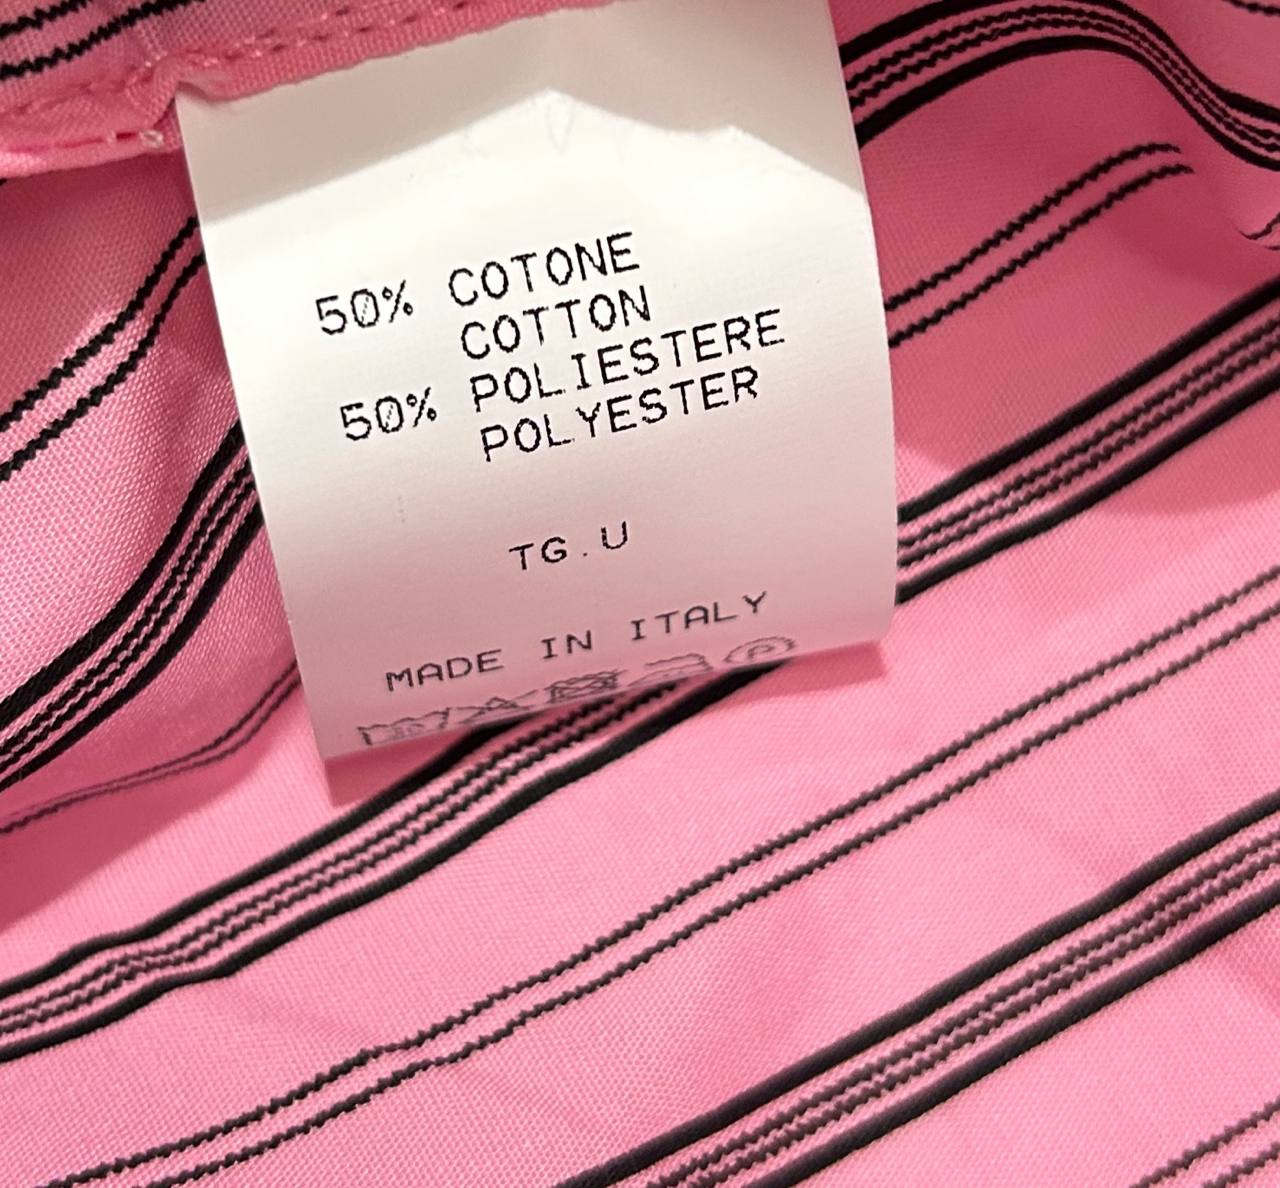 50% COTONE
COTTON
50% POLIESTERE
POLYESTER
TG.U
MADE IN ITALY
P